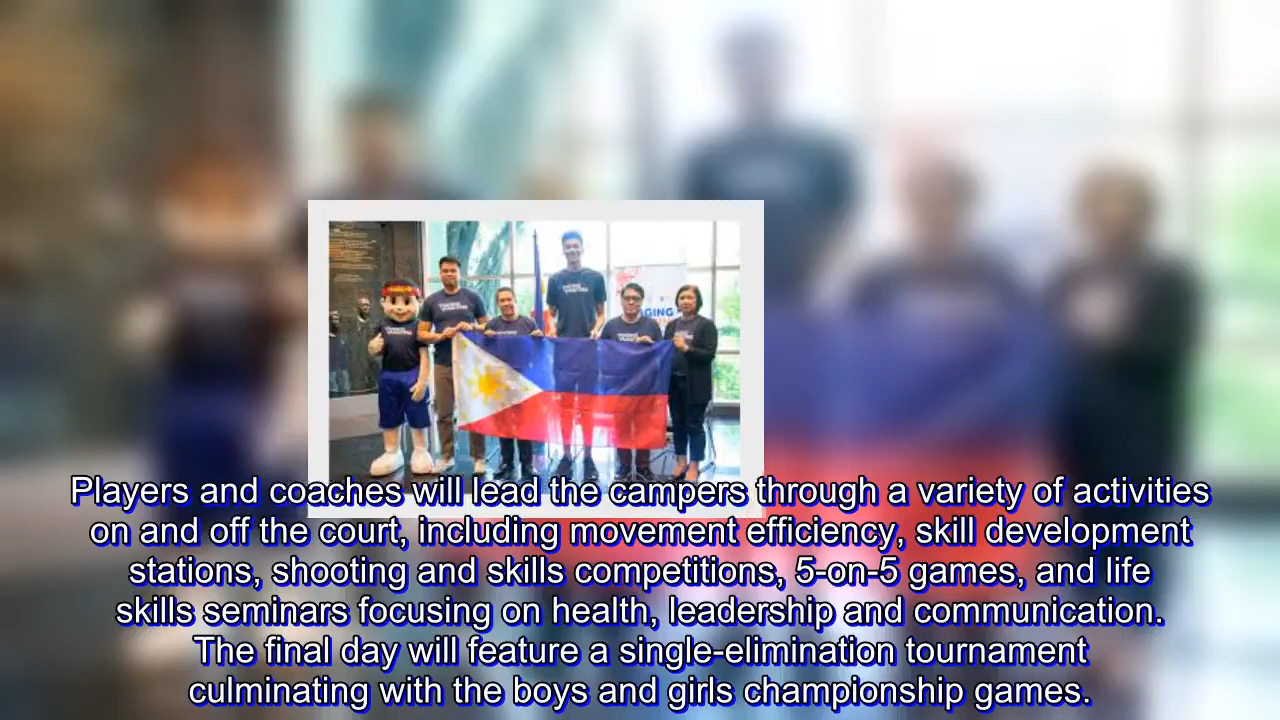 AGING
Players and coaches will lead the campers through a variety of activities
on and off the court, including movement efficiency, skill development
stations, shooting and skills competitions, 5-on-5 games, and life
skills seminars focusing on health, leadership and communication.
The final day will feature a single-elimination tournament
culminating with the boys and girls championship games.